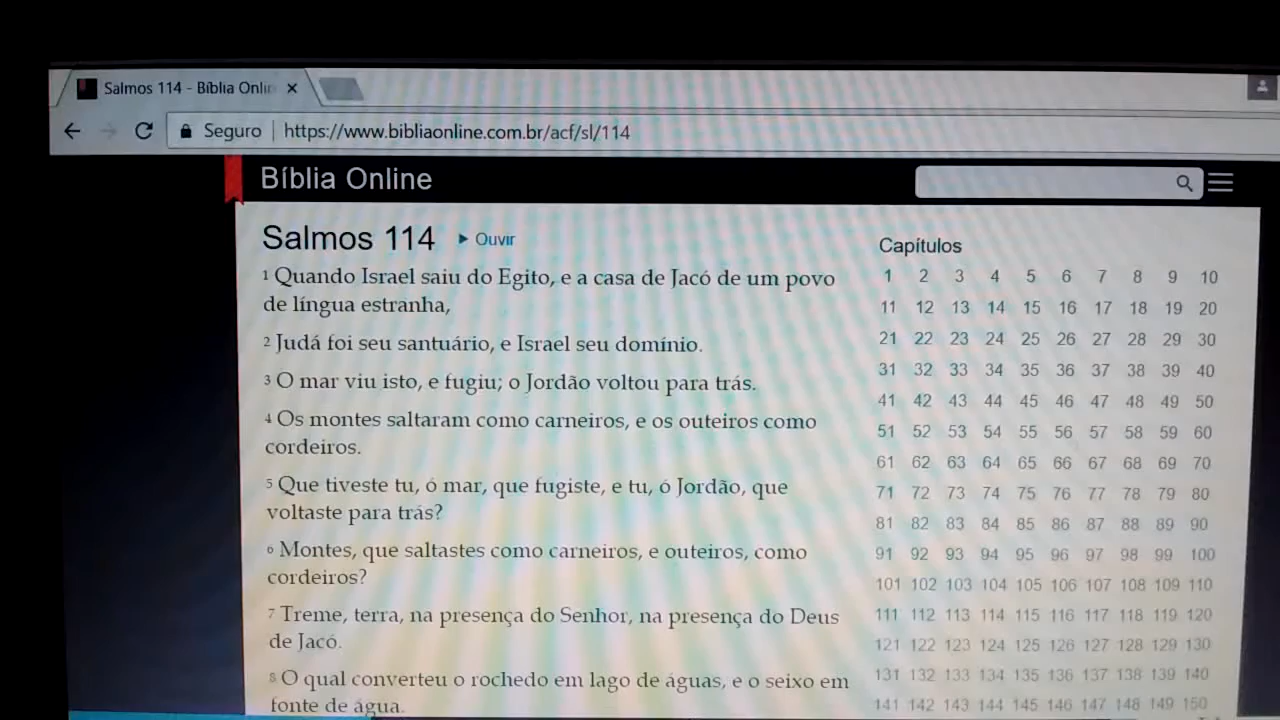 Salmos 114 - Bíblia Onlin
Seguro https://www.bibliaonline.com.br/acf/sl/114
Bíblia Online
Salmos 114 Ouvir
1 Quando Israel saiu do Egito, e a casa de Jacó de um povo
de língua estranha,
2 Judá foi seu santuário, e Israel seu domínio.
3 O mar viu isto, e fugiu; o Jordão voltou para trás.
4 Os montes saltaram como carneiros, e os outeiros como
cordeiros.
5 Que tiveste tu, ó mar, que fugiste, e tu, ó Jordão, que
voltaste para trás?
6 Montes, que saltastes como carneiros, e outeiros, como
cordeiros?
7 Treme, terra, na presença do Senhor, na presença do Deus
de Jacó.
8 O qual converteu o rochedo em lago de águas, e o seixo em
fonte de água.
Capítulos
1 2 3 4 5 6 7 8 9 10
11 12 13 14 15 16 17 18 19 20
21 22 23 24 25 26 27 28 29 30
31 32 33 34 35 36 37 38 39 40
41 42 43 44 45 46 47 48 49 50
51 52 53 54 55 56 57 58 59 60
61 62 63 64 65 66 67 68 69 70
71 72 73 74 75 76 77 78 79 80
81 82 83 84 85 86 87 88 89 90
91 92 93 94 95 96 97 98 99 100
101 102 103 104 105 106 107 108 109 110
111 112 113 114 115 116 117 118 119 120
121 122 123 124 125 126 127 128 129 130
131 132 133 134 135 136 137 138 139 140
141 142 143 144 145 146 147 148 149 150